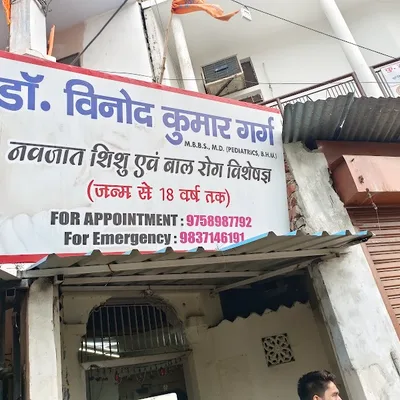 डॉ. विनोद कुमार गर्ग
M.B.B.S., M.D. (PEDIATRICS, B.H.U.)
नवजात शिशु एवं बाल रोग विशेषज्ञ
(जन्म से 18 वर्ष तक)
FOR APPOINTMENT : 9758987792
For Emergency : 9837146191